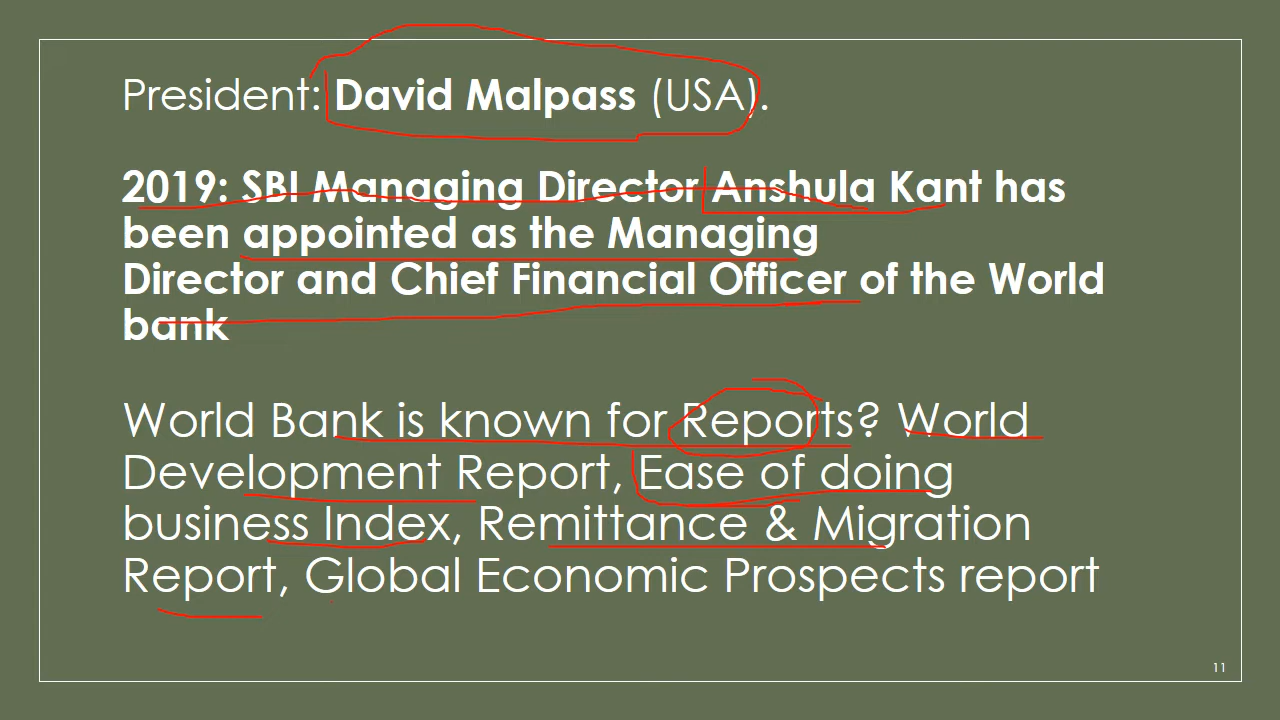 President: David Malpass (USA).
2019: SBI Managing Director Anshula Kant has
been appointed as the Managing
Director and Chief Financial Officer of the World
bank
World Bank is known for Reports? World
Development Report, Ease of doing
business Index, Remittance & Migration
Report, Global Economic Prospects report
11